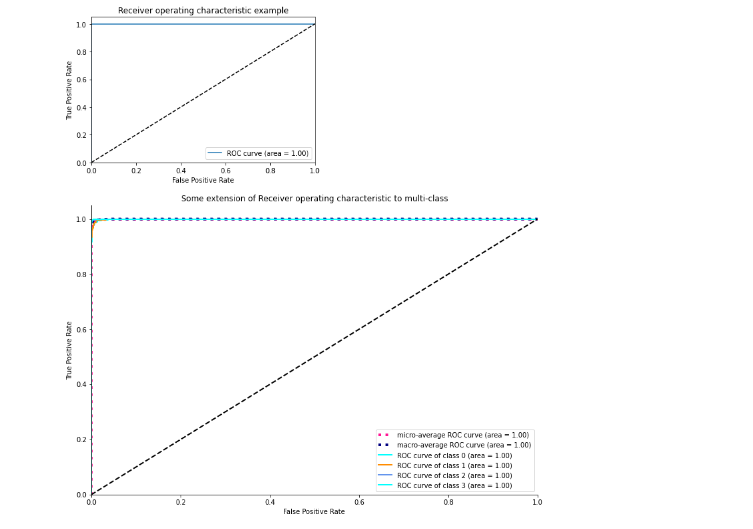 Receiver operating characteristic example
1.0
0.8
0.6
0.4
0.2
0.0
True Positive Rate
ROC curve (area = 1.00)
0.0 0.2 0.4 0.6 0.8 1.0
False Positive Rate
Some extension of Receiver operating characteristic to multi-class
1.0
0.8
0.6
0.4
0.2
0.0
True Positive Rate
micro-average ROC curve (area = 1.00)
macro-average ROC curve (area = 1.00)
ROC curve of class 0 (area = 1.00)
ROC curve of class 1 (area = 1.00)
ROC curve of class 2 (area = 1.00)
ROC curve of class 3 (area = 1.00)
0.0 0.2 0.4 0.6 0.8 1.0
False Positive Rate